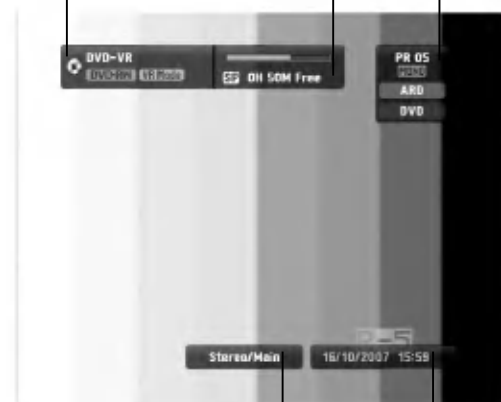 DVD-VR
DVD-RW VR Mode
SP 0H 50M Free
PR 05
MONO
ARD
DVD
P-5
Stereo/Main
16/10/2007 15:59